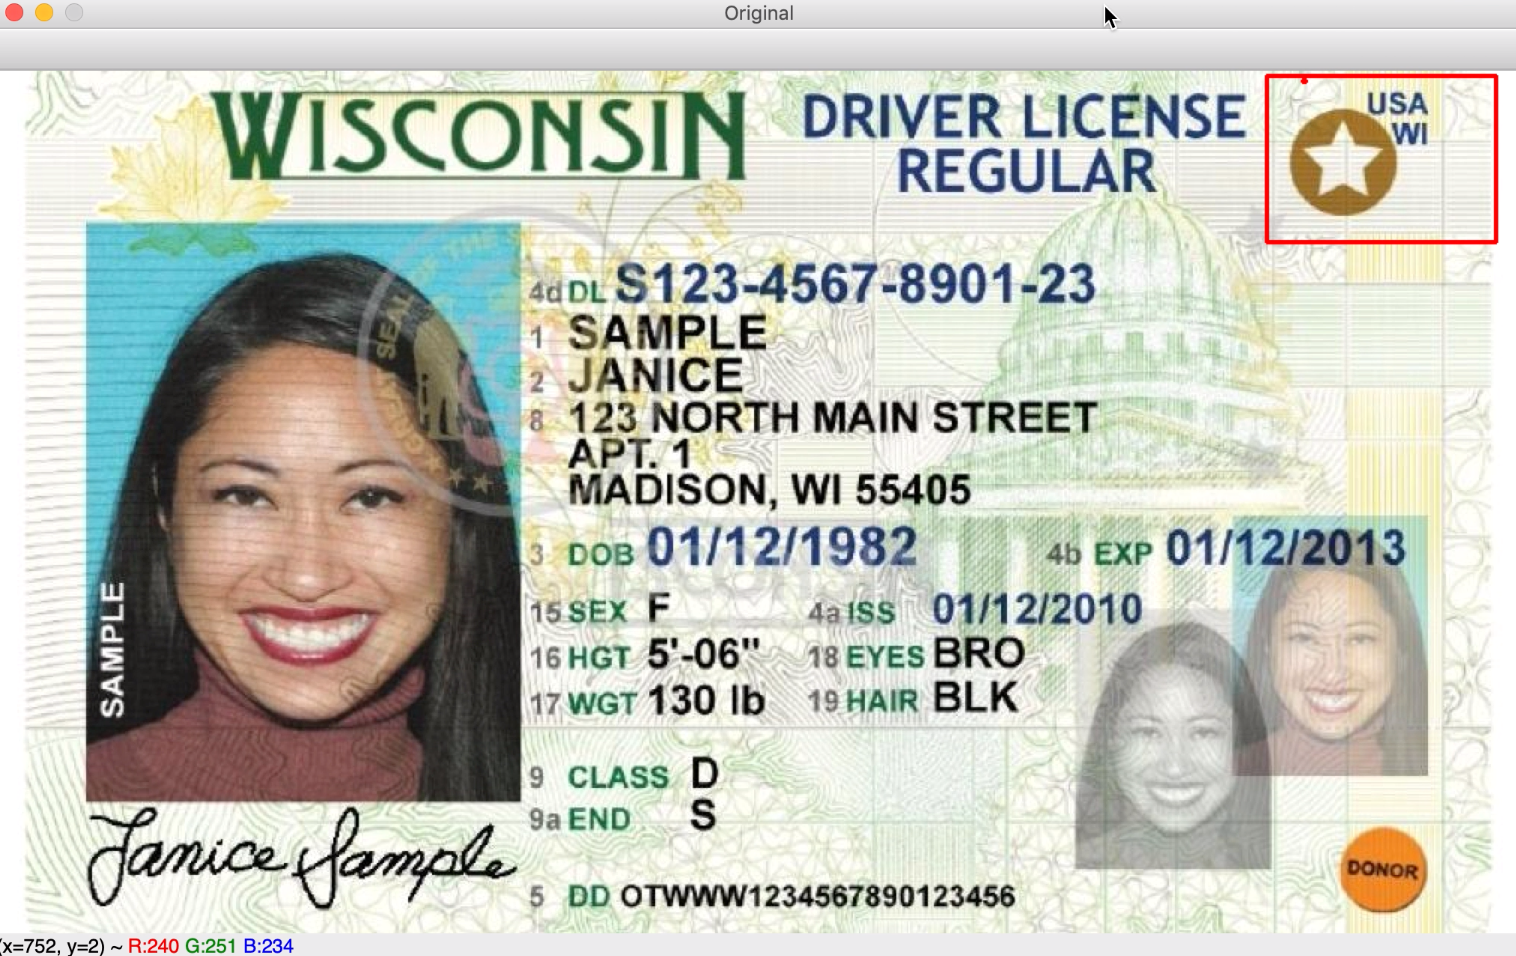 Original
WISCONSIN
DRIVER LICENSE
REGULAR
USA
WI
4d DL S123-4567-8901-23
1 SAMPLE
2 JANICE
8 123 NORTH MAIN STREET
APT. 1
MADISON, WI 55405
3 DOB 01/12/1982 4b EXP 01/12/2013
15 SEX F 4a ISS 01/12/2010
16 HGT 5'-06" 18 EYES BRO
17 WGT 130 lb 19 HAIR BLK
9 CLASS D
9a END S
5 DD OTWWW1234567890123456
SAMPLE
Janice Sample
SEAL OF THE
DONOR
(x=752, y=2) ~ R:240 G:251 B:234